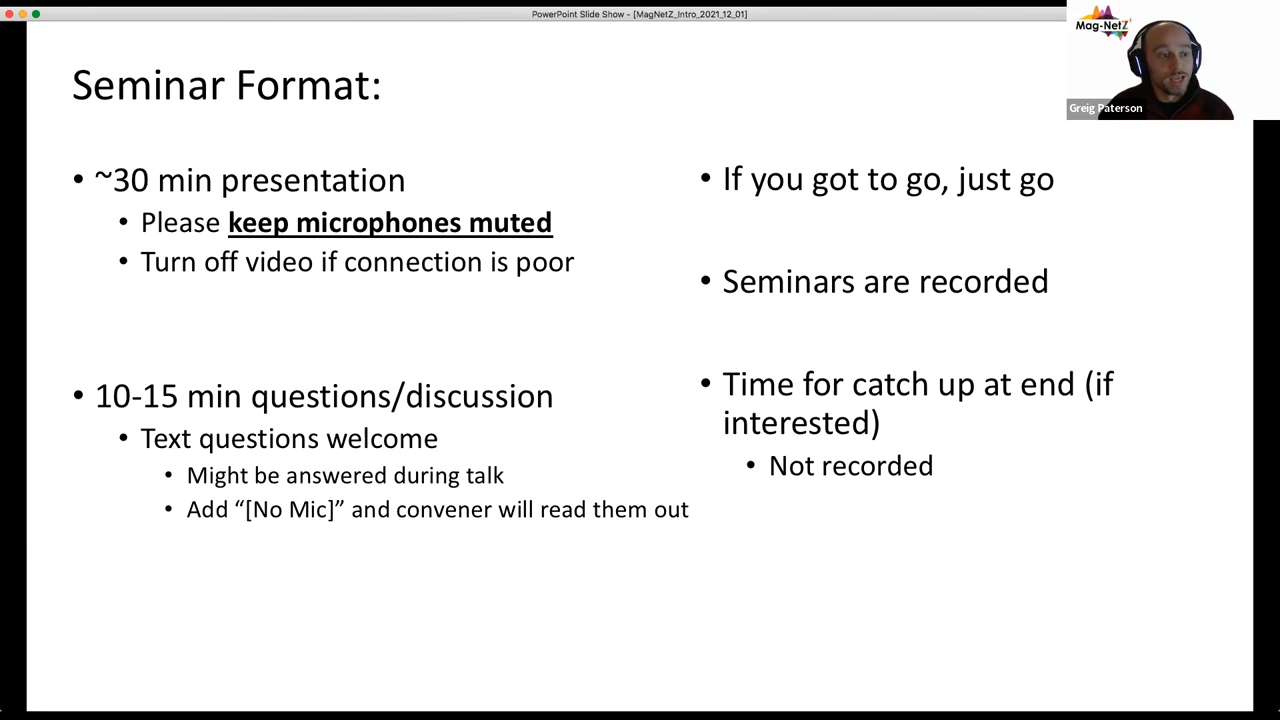 PowerPoint Slide Show - [MagNetZ_Intro_2021_12_01]
Mag-NetZ
Greig Paterson
Seminar Format:
• ~30 min presentation
• Please keep microphones muted
• Turn off video if connection is poor
• 10-15 min questions/discussion
• Text questions welcome
• Might be answered during talk
• Add “[No Mic]” and convener will read them out
• If you got to go, just go
• Seminars are recorded
• Time for catch up at end (if
interested)
• Not recorded